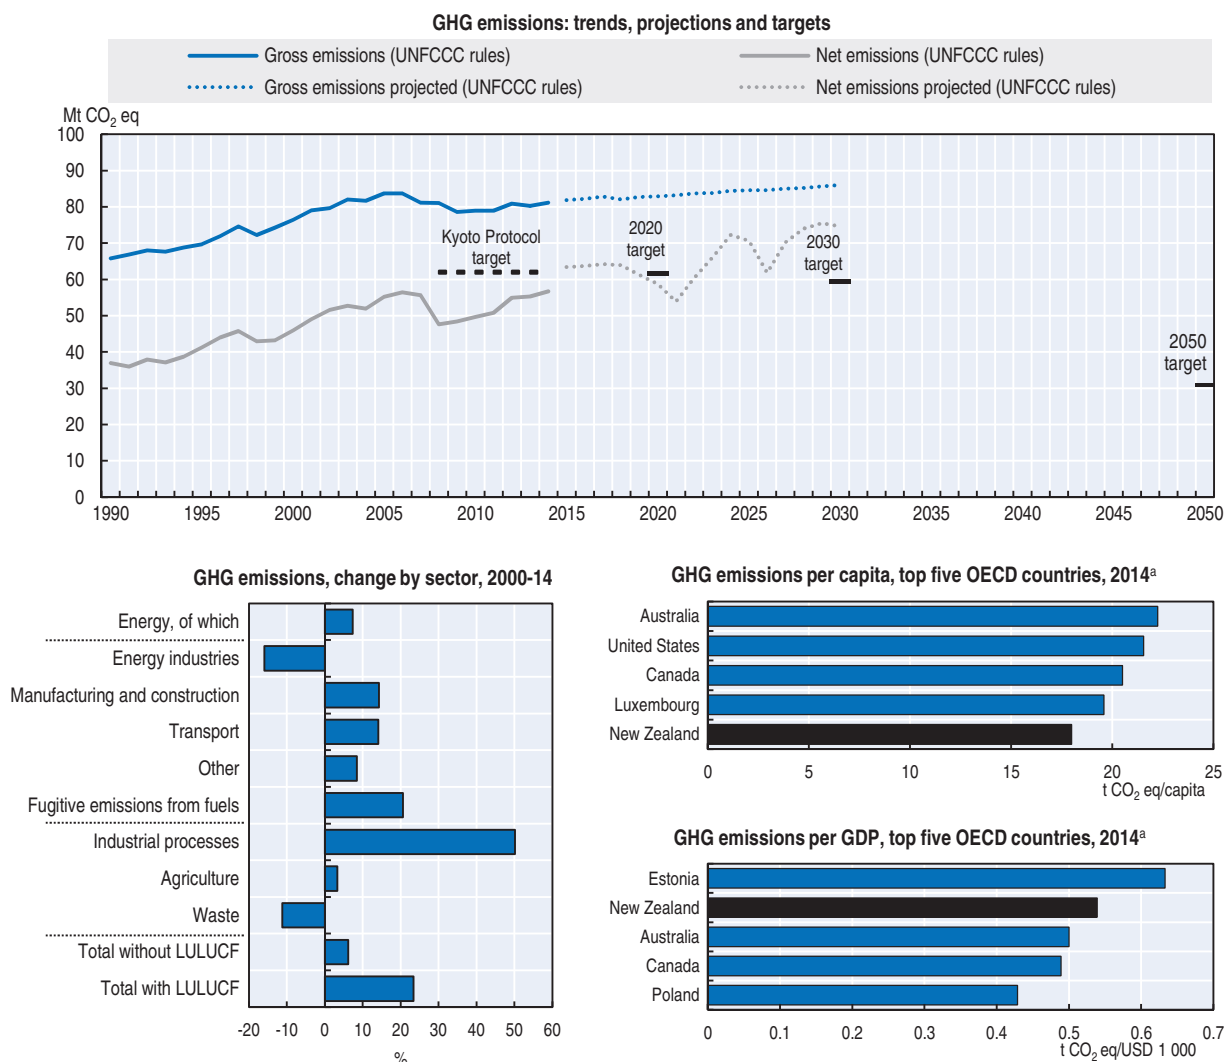 GHG emissions: trends, projections and targets
Gross emissions (UNFCCC rules)
Net emissions (UNFCCC rules)
Gross emissions projected (UNFCCC rules)
Net emissions projected (UNFCCC rules)
Mt CO₂ eq
100
90
80
70
60
50
40
30
20
10
0
Kyoto Protocol
target
2020
target
2030
target
2050
target
1990
1995
2000
2005
2010
2015
2020
2025
2030
2035
2040
2045
2050
GHG emissions, change by sector, 2000-14
Energy, of which
Energy industries
Manufacturing and construction
Transport
Other
Fugitive emissions from fuels
Industrial processes
Agriculture
Waste
Total without LULUCF
Total with LULUCF
-20
-10
0
10
20
30
40
50
60
%
GHG emissions per capita, top five OECD countries, 2014ᵃ
Australia
United States
Canada
Luxembourg
New Zealand
0
5
10
15
20
25
t CO₂ eq/capita
GHG emissions per GDP, top five OECD countries, 2014ᵃ
Estonia
New Zealand
Australia
Canada
Poland
0
0.1
0.2
0.3
0.4
0.5
0.6
0.7
t CO₂ eq/USD 1 000